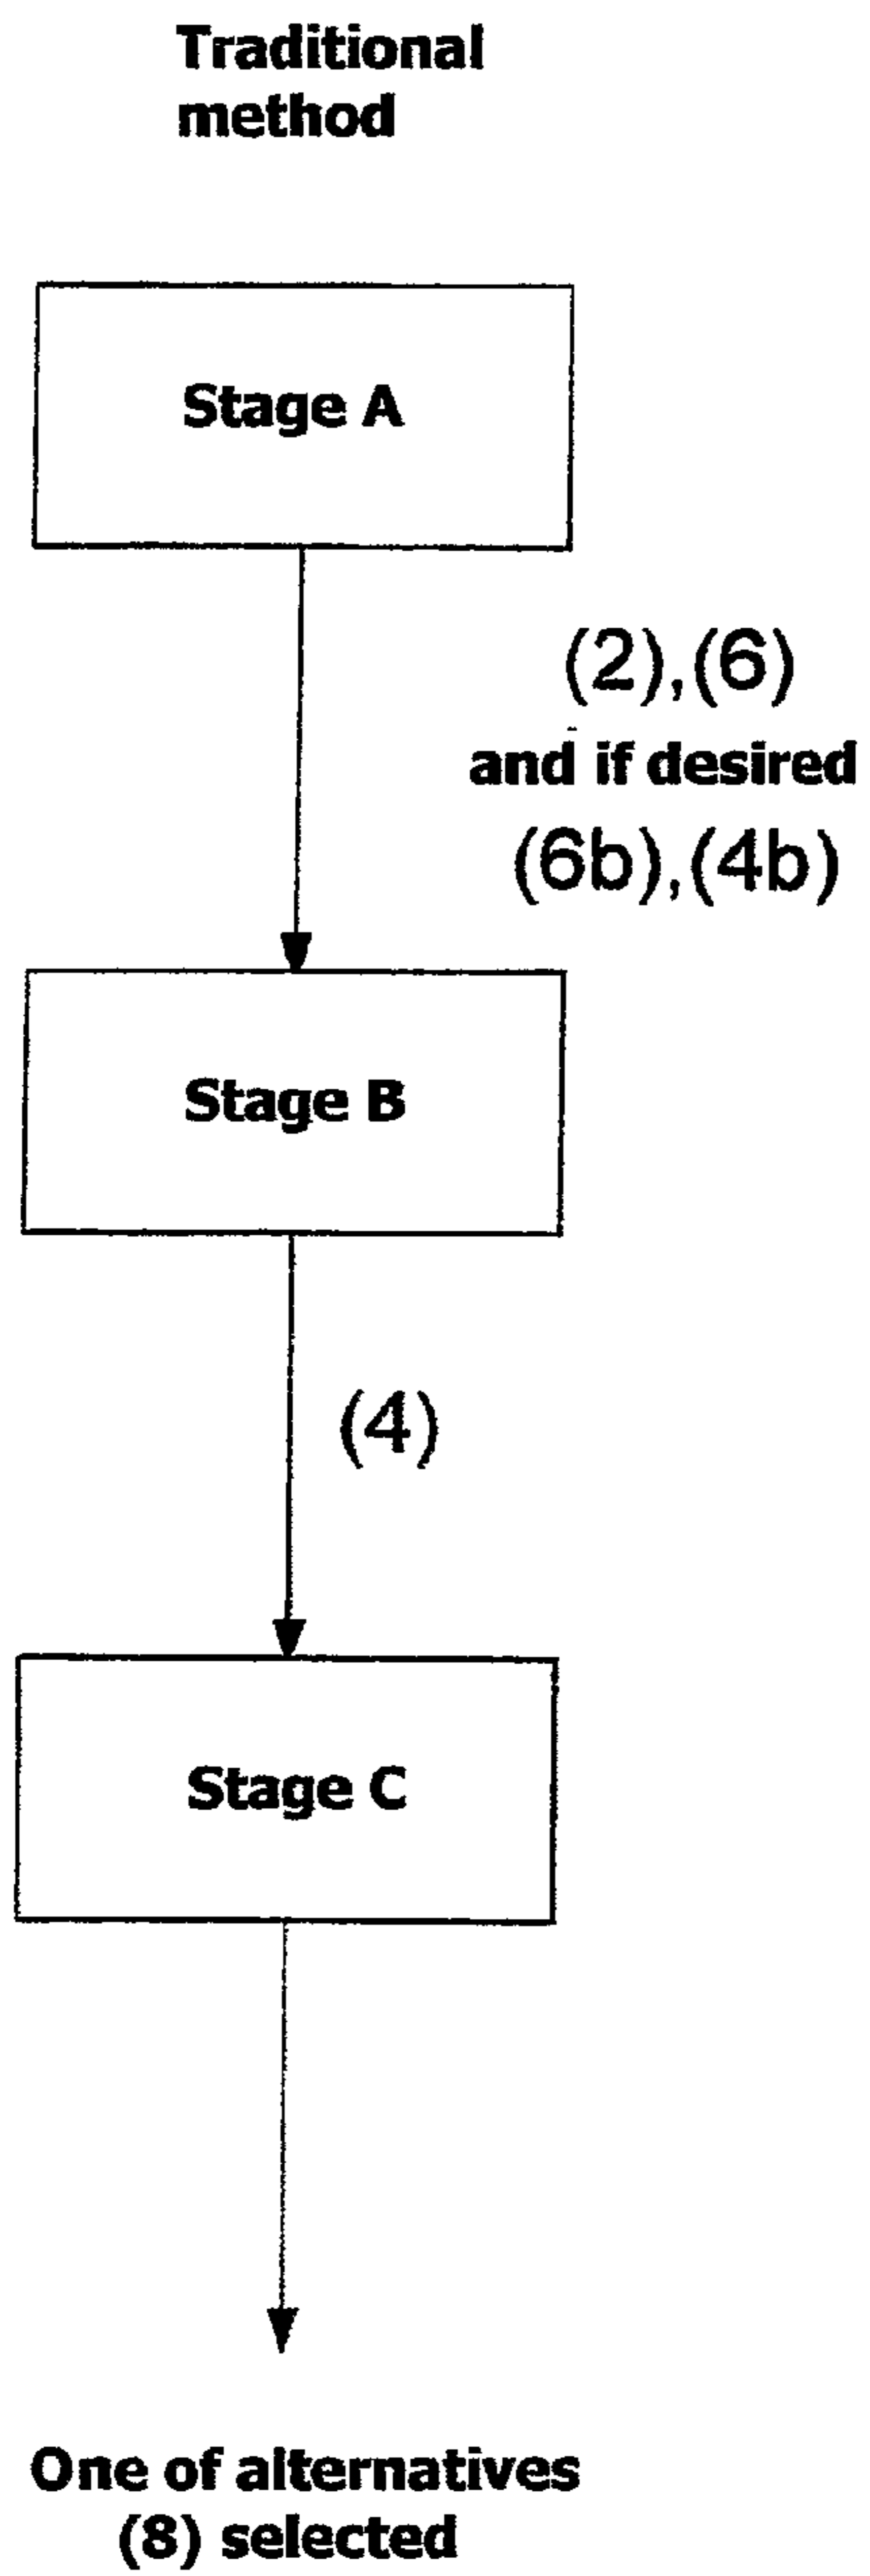 Traditional
method
Stage A
(2),(6)
and if desired
(6b),(4b)
Stage B
(4)
Stage C
One of alternatives
(8) selected